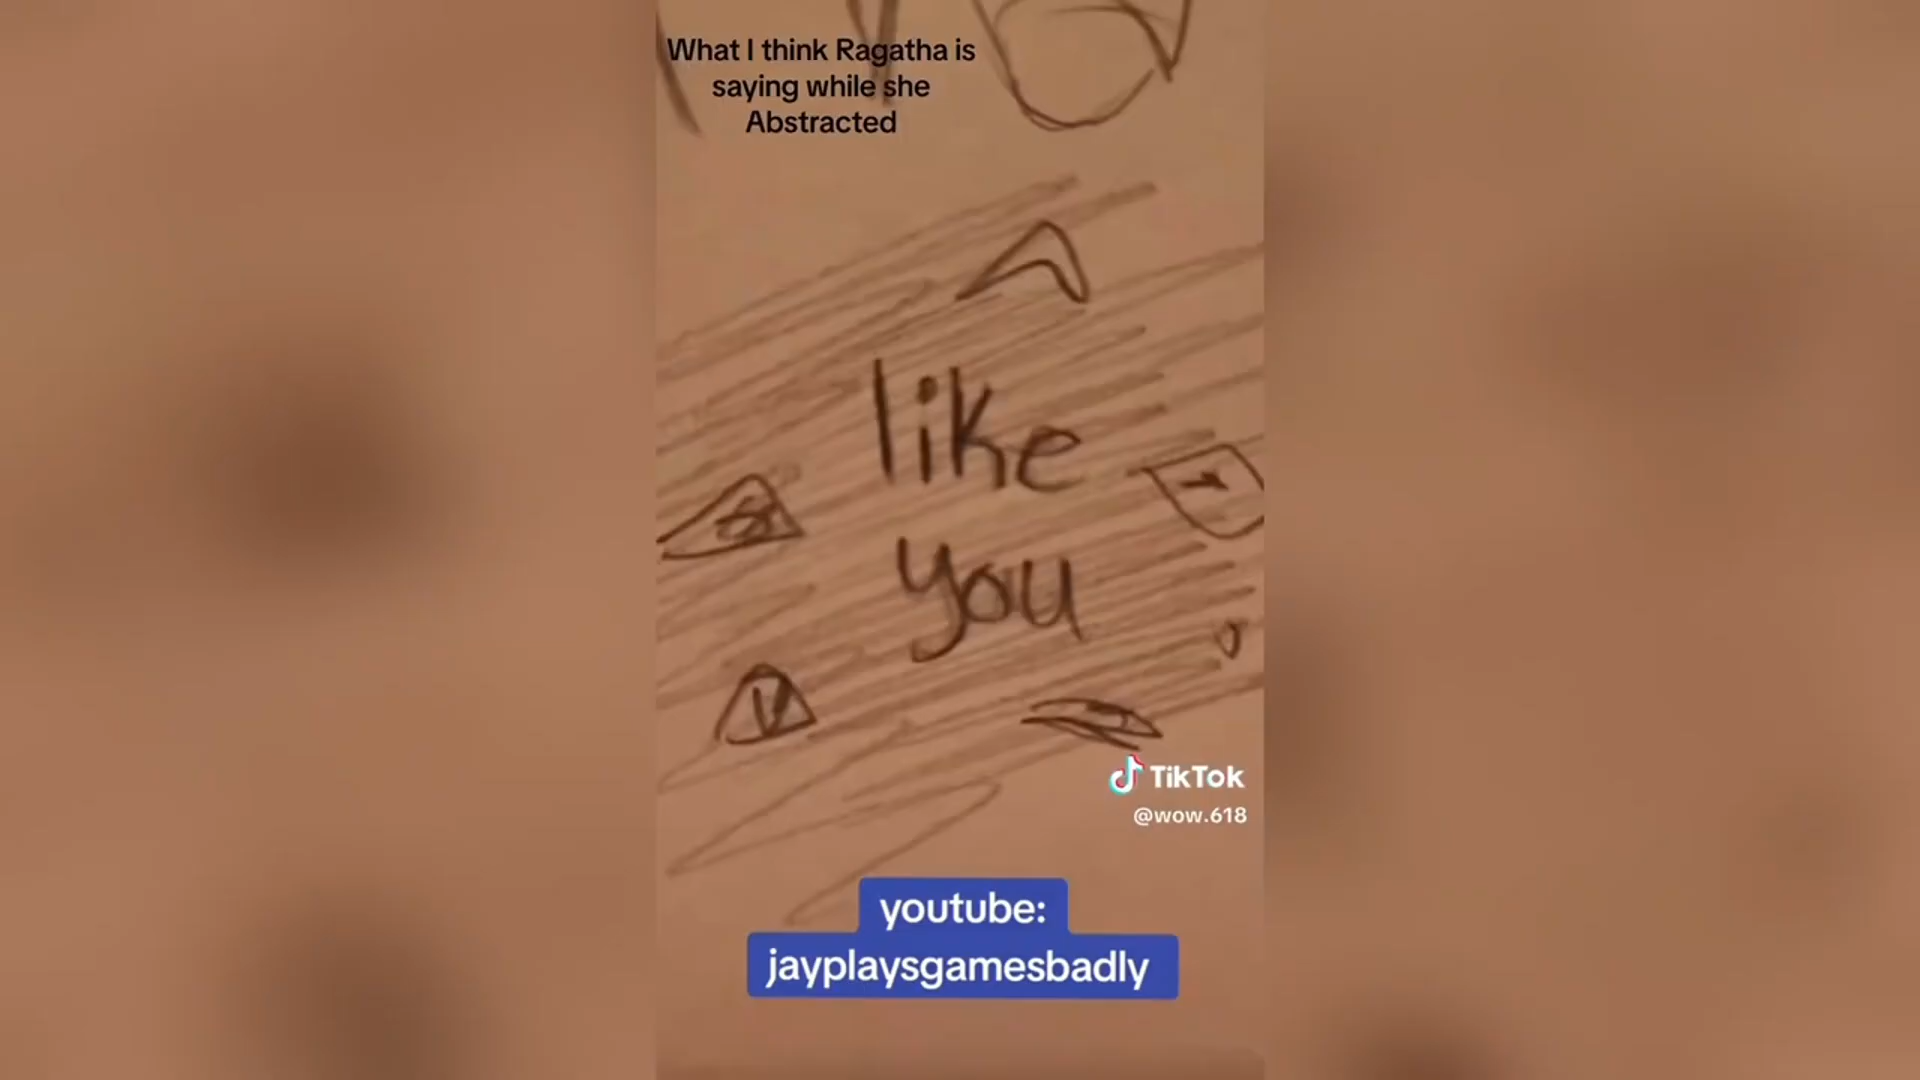 What I think Ragatha is
saying while she
Abstracted
like
you
TikTok
@wow.618
youtube:
jayplaysgamesbadly